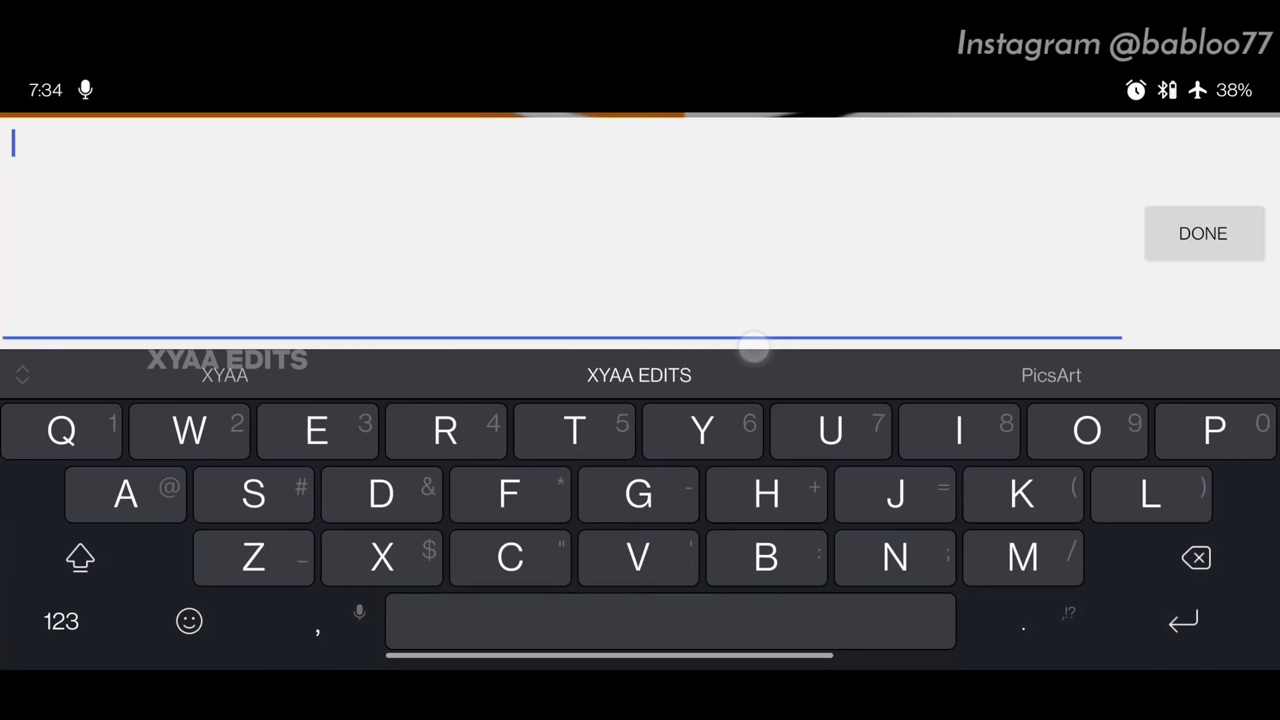 Instagram @babloo77
7:34 38%
DONE
XYAA EDITS
XYAA XYAA EDITS PicsArt
Q 1 W 2 E 3 R 4 T 5 Y 6 U 7 I 8 O 9 P 0
A @ S # D & F * G - H + J = K ( L )
Z _ X $ C " V ' B : N ; M /
123 , . ,!?